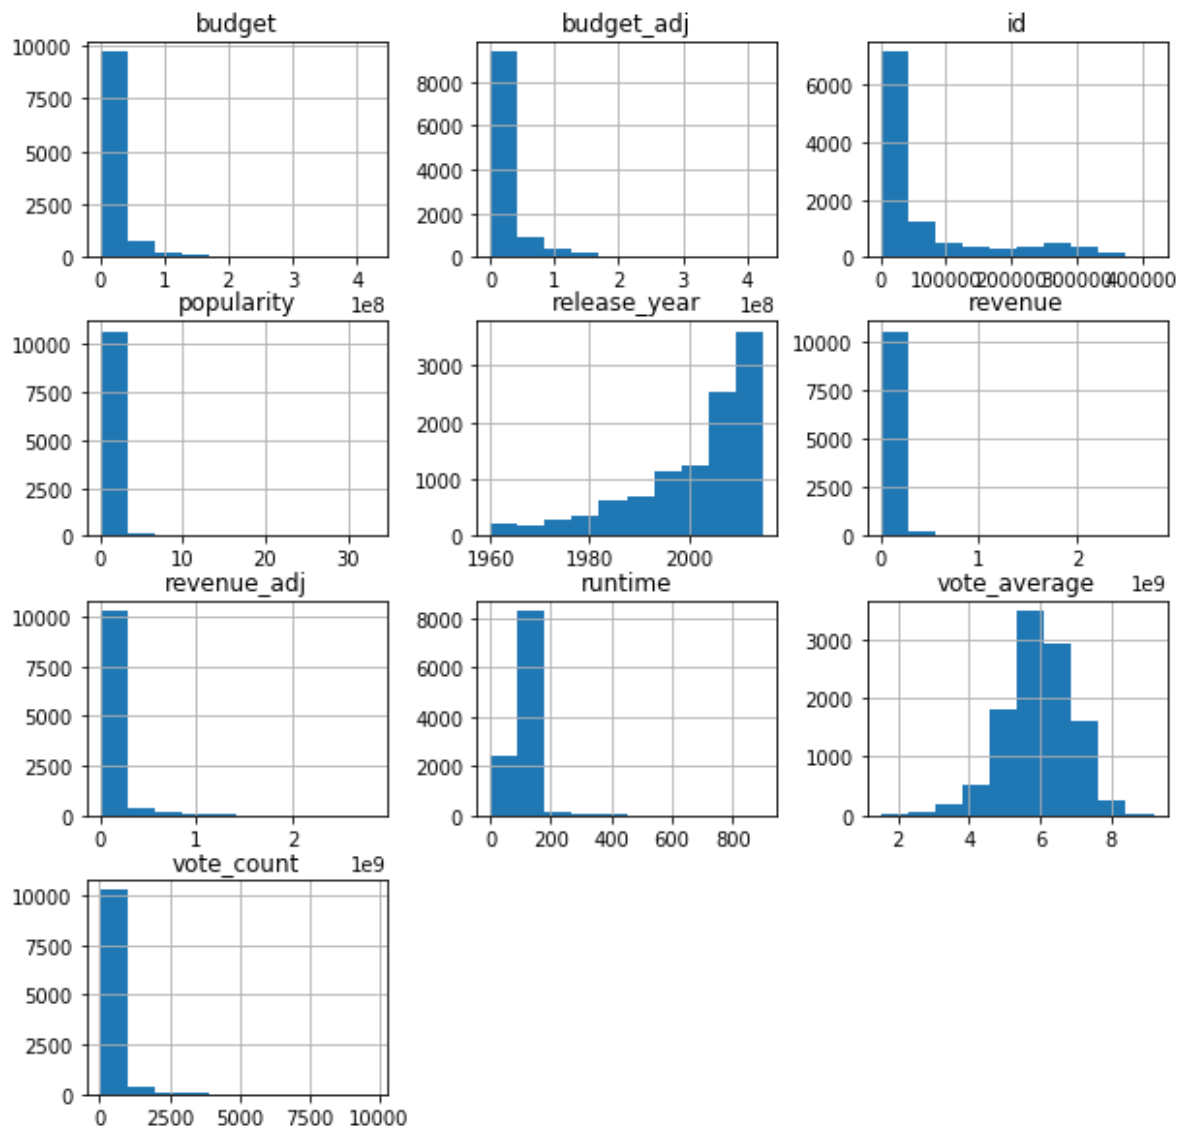 budget
10000
7500
5000
2500
0
0 1 2 3 4
1e8
budget_adj
8000
6000
4000
2000
0
0 1 2 3 4
1e8
id
6000
4000
2000
0
0 100000 200000 300000 400000
popularity
10000
7500
5000
2500
0
0 10 20 30
release_year
3000
2000
1000
0
1960 1980 2000
revenue
10000
7500
5000
2500
0
0 1 2
1e9
revenue_adj
10000
7500
5000
2500
0
0 1 2
1e9
runtime
8000
6000
4000
2000
0
0 200 400 600 800
vote_average
3000
2000
1000
0
2 4 6 8
vote_count
10000
7500
5000
2500
0
0 2500 5000 7500 10000